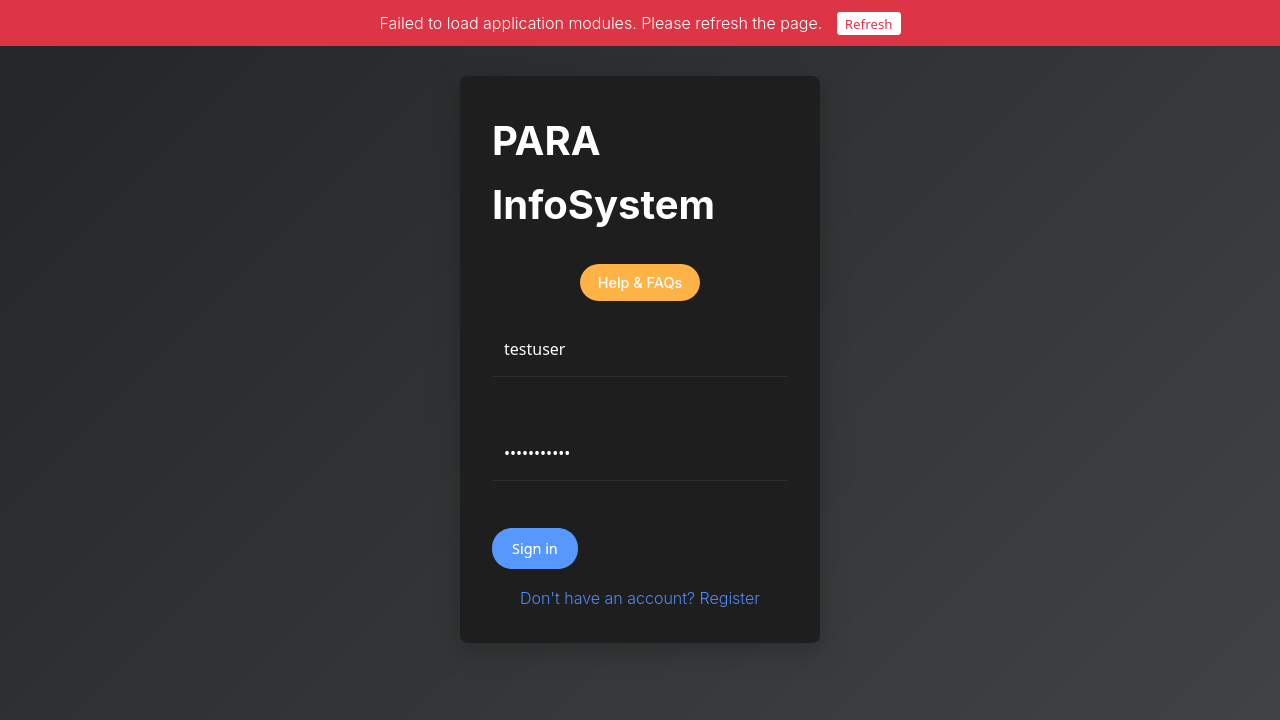 Failed to load application modules. Please refresh the page. Refresh
PARA
InfoSystem
Help & FAQs
testuser
•••••••••••
Sign in
Don't have an account? Register